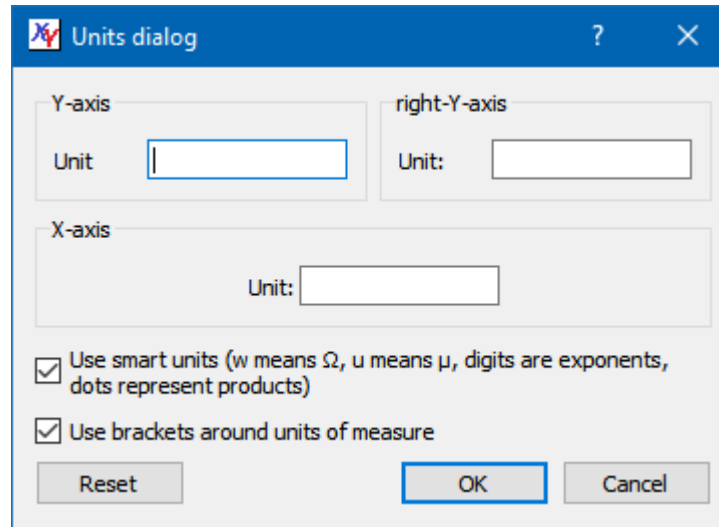 XY Units dialog ? ✕
Y-axis
Unit
right-Y-axis
Unit:
X-axis
Unit:
Use smart units (w means Ω, u means µ, digits are exponents,
dots represent products)
Use brackets around units of measure
Reset OK Cancel